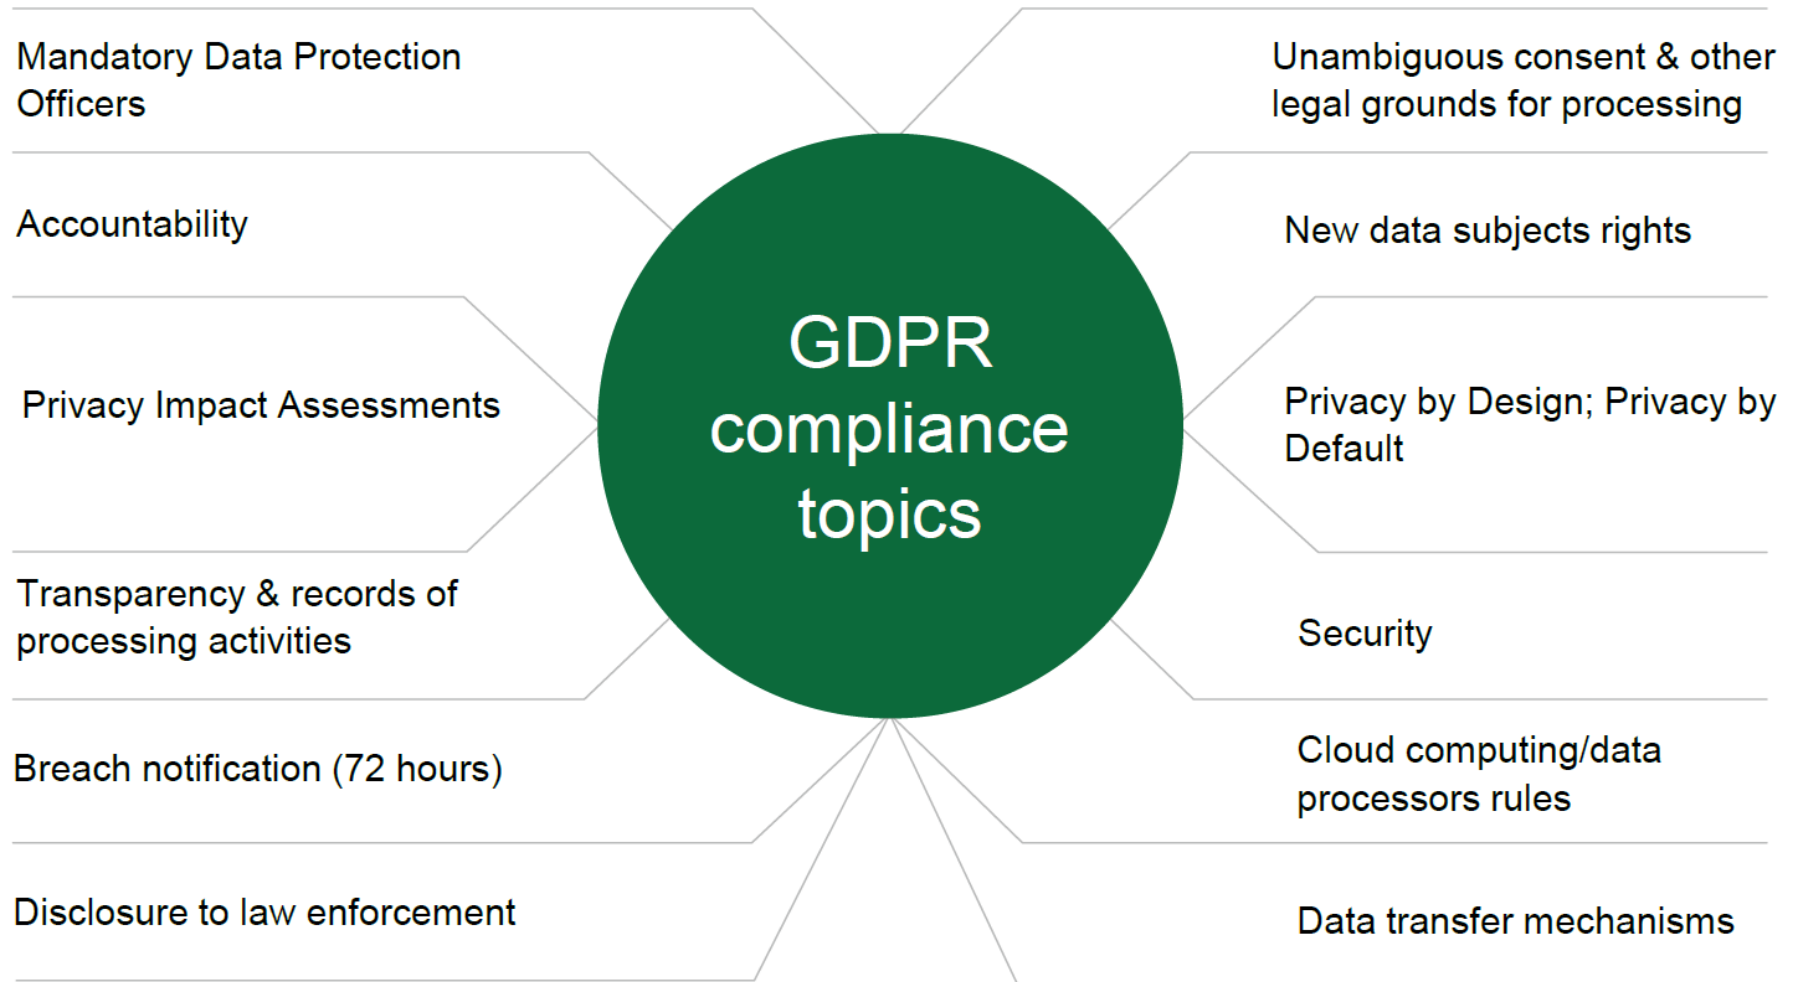 Mandatory Data Protection
Officers
Accountability
Privacy Impact Assessments
Transparency & records of
processing activities
Breach notification (72 hours)
Disclosure to law enforcement
GDPR
compliance
topics
Unambiguous consent & other
legal grounds for processing
New data subjects rights
Privacy by Design; Privacy by
Default
Security
Cloud computing/data
processors rules
Data transfer mechanisms